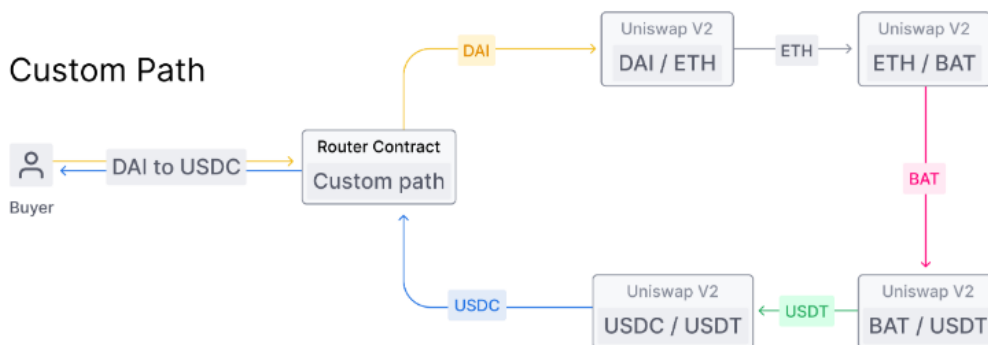 Custom Path
Buyer
DAI to USDC
Router Contract
Custom path
DAI
Uniswap V2
DAI / ETH
ETH
Uniswap V2
ETH / BAT
BAT
Uniswap V2
BAT / USDT
USDT
Uniswap V2
USDC / USDT
USDC